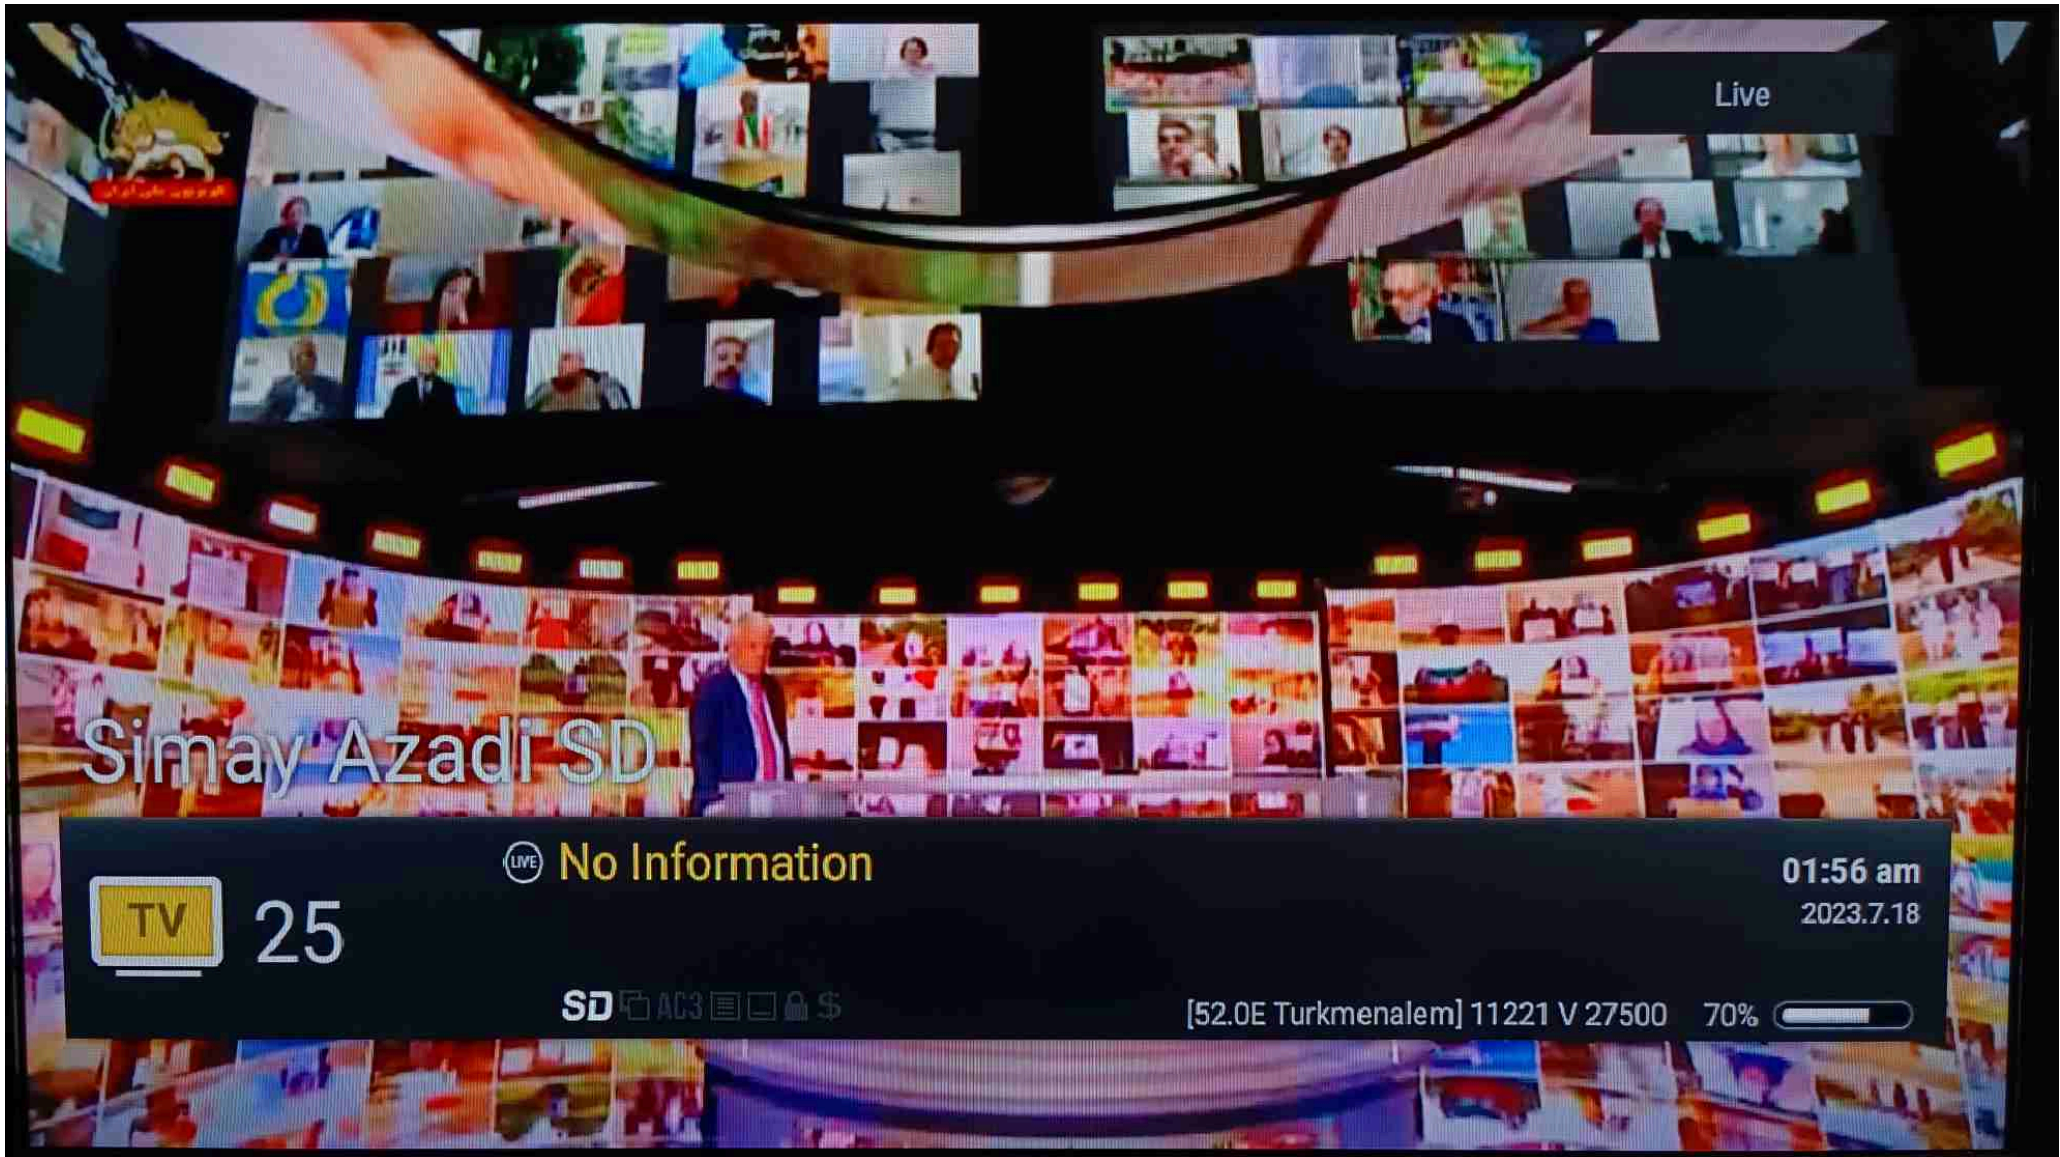 Live
Simay Azadi SD
LIVE No Information
TV 25
01:56 am
2023.7.18
SD AC3 $
[52.0E Turkmenalem] 11221 V 27500 70%